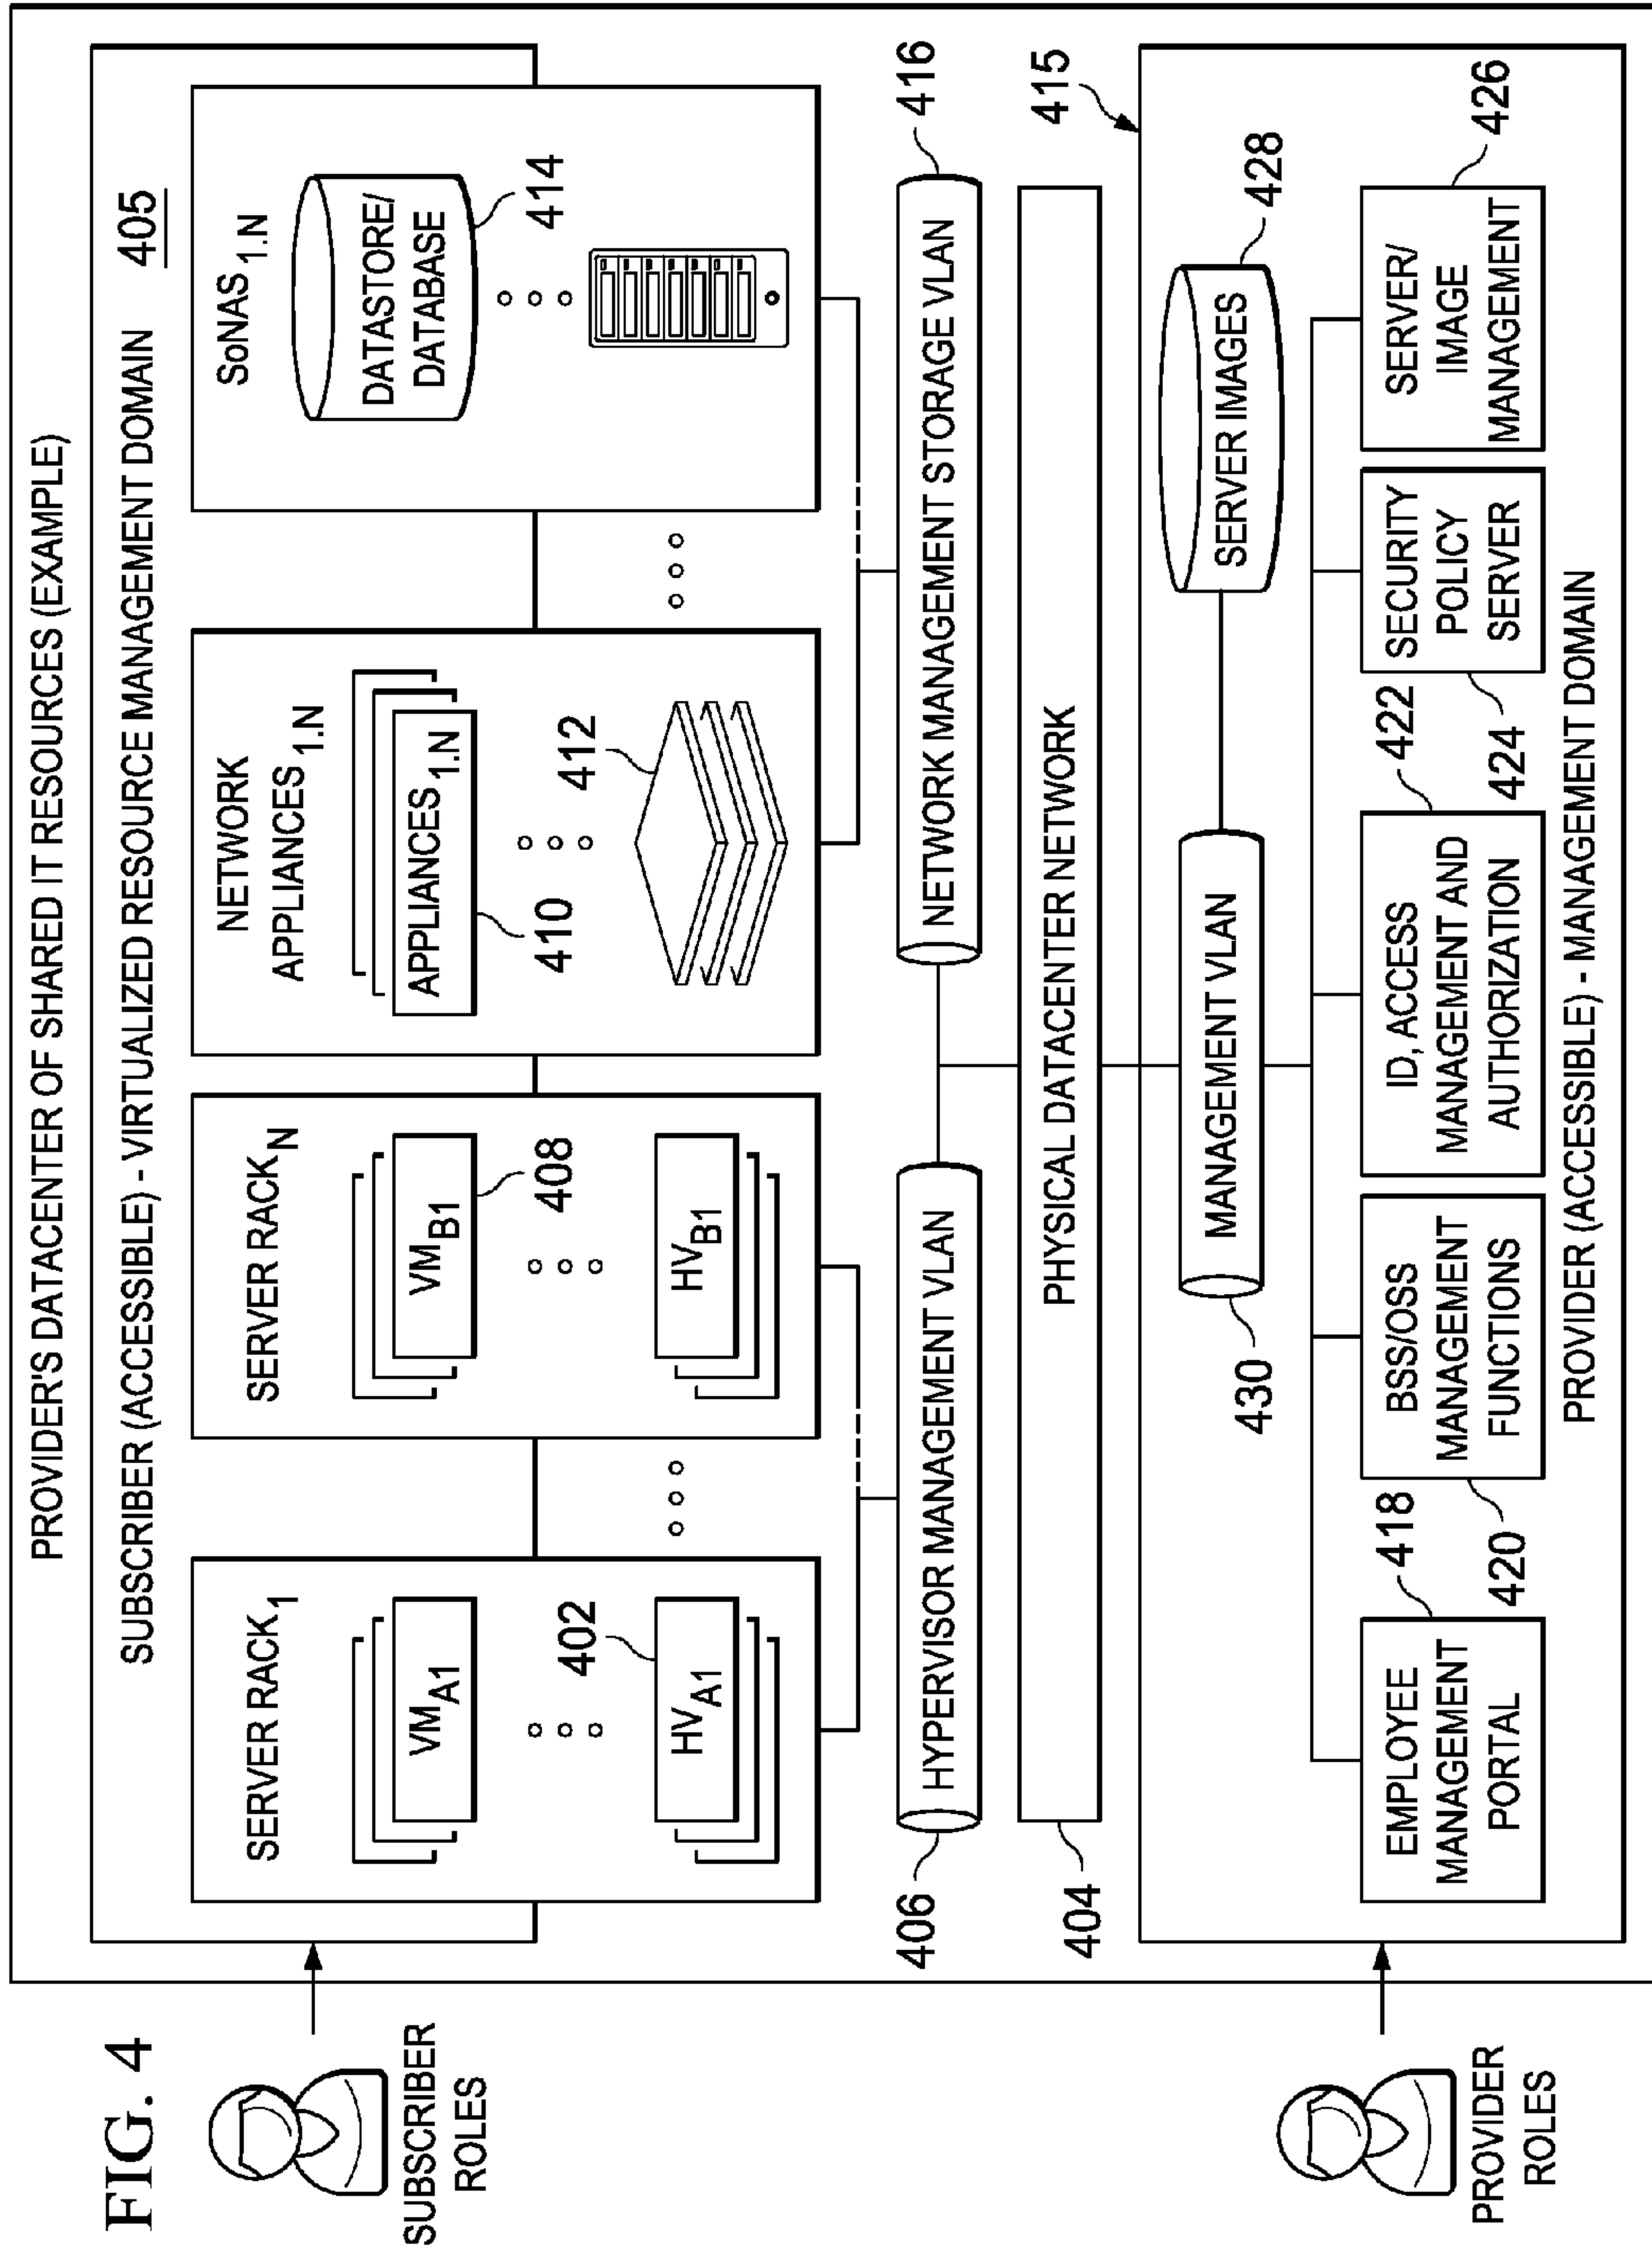 FIG. 4
PROVIDER'S DATACENTER OF SHARED IT RESOURCES (EXAMPLE)
SUBSCRIBER (ACCESSIBLE) - VIRTUALIZED RESOURCE MANAGEMENT DOMAIN 405
SUBSCRIBER
ROLES
SERVER RACK1
VMA1
402
HVA1
SERVER RACKN
VMB1
408
HVB1
NETWORK
APPLIANCES1.N
APPLIANCES1.N
410
412
SoNAS1.N
DATASTORE/
DATABASE
414
406
HYPERVISOR MANAGEMENT VLAN
NETWORK MANAGEMENT STORAGE VLAN
416
404
PHYSICAL DATACENTER NETWORK
415
430
MANAGEMENT VLAN
SERVER IMAGES
428
PROVIDER
ROLES
EMPLOYEE
MANAGEMENT
PORTAL
418
BSS/OSS
MANAGEMENT
FUNCTIONS
420
ID, ACCESS
MANAGEMENT AND
AUTHORIZATION
422
SECURITY
POLICY
SERVER
424
SERVER/
IMAGE
MANAGEMENT
426
PROVIDER (ACCESSIBLE) - MANAGEMENT DOMAIN